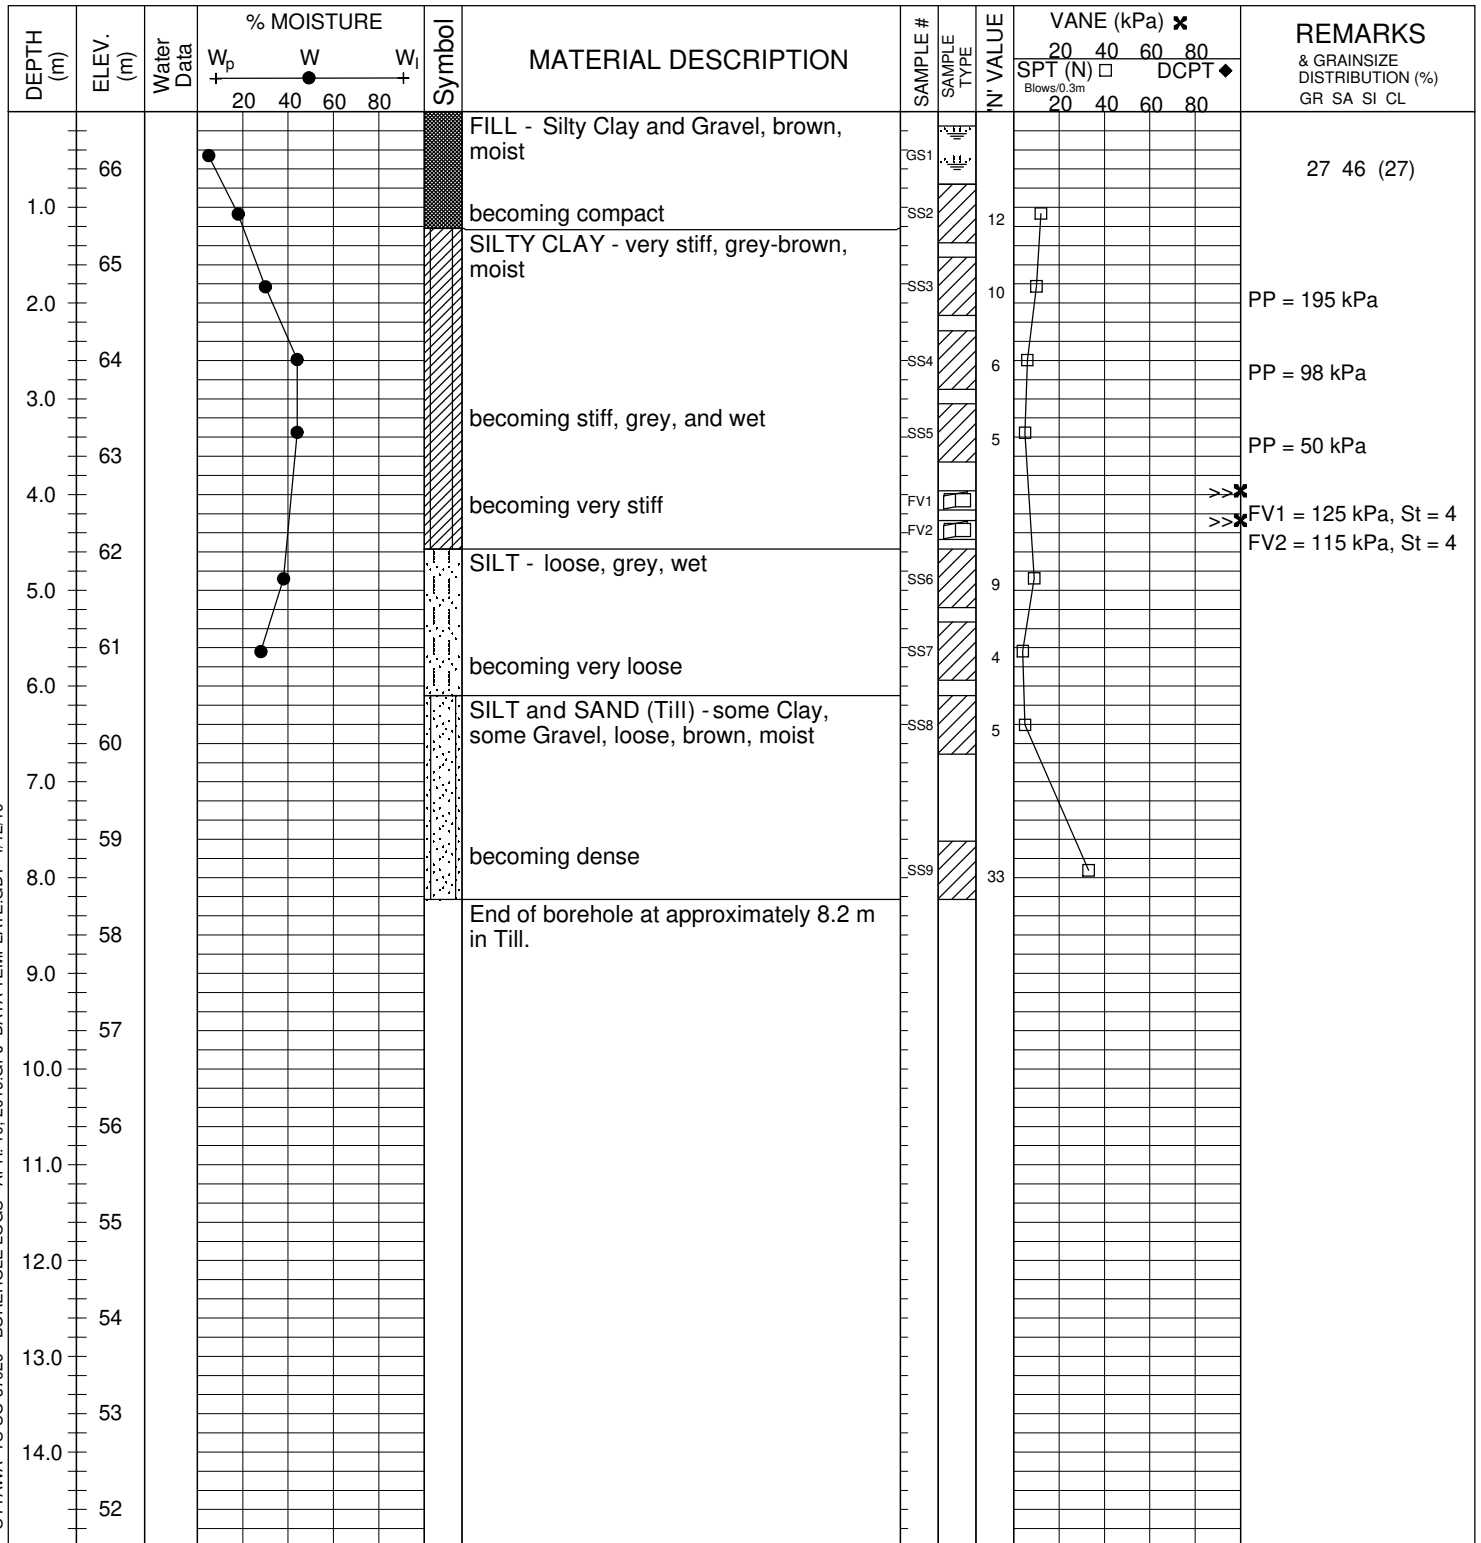 DEPTH (m)
ELEV. (m)
Water Data
% MOISTURE
Wp W Wl
20 40 60 80
Symbol
MATERIAL DESCRIPTION
SAMPLE #
SAMPLE TYPE
'N' VALUE
VANE (kPa) ✖
20 40 60 80
SPT (N) □ DCPT ◆
Blows/0.3m
20 40 60 80
REMARKS
& GRAINSIZE
DISTRIBUTION (%)
GR SA SI CL
FILL - Silty Clay and Gravel, brown,
moist
GS1
66
27 46 (27)
1.0
becoming compact
SS2
12
SILTY CLAY - very stiff, grey-brown,
moist
65
SS3
10
2.0
PP = 195 kPa
64
SS4
6
PP = 98 kPa
3.0
becoming stiff, grey, and wet
SS5
5
PP = 50 kPa
63
4.0
becoming very stiff
FV1
>>✖
FV1 = 125 kPa, St = 4
FV2
>>✖
FV2 = 115 kPa, St = 4
62
SILT - loose, grey, wet
SS6
9
5.0
61
SS7
4
becoming very loose
6.0
SILT and SAND (Till) - some Clay,
some Gravel, loose, brown, moist
SS8
5
60
7.0
59
becoming dense
SS9
33
8.0
End of borehole at approximately 8.2 m
in Till.
58
9.0
57
10.0
56
11.0
55
12.0
54
13.0
53
14.0
52